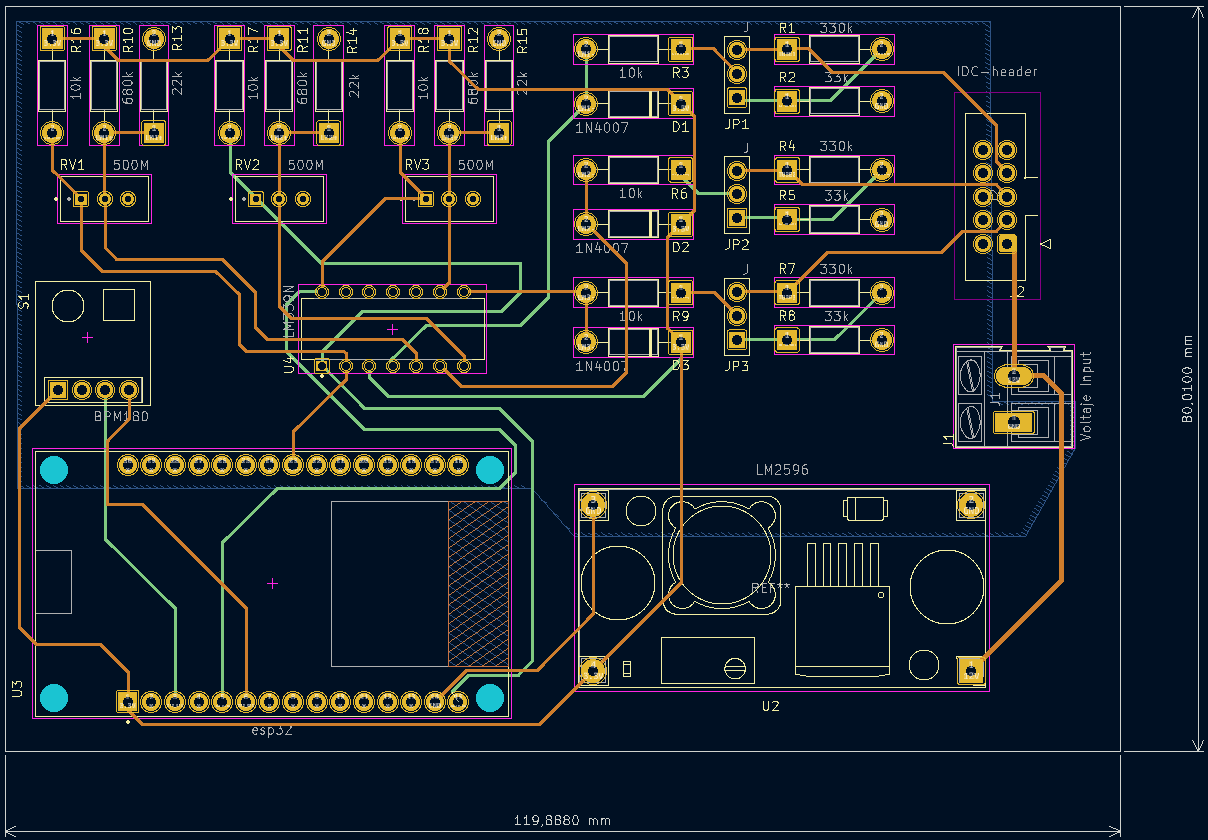 R16
R10
R13
R17
R11
R14
R18
R12
R15
10k
680k
22k
10k
680k
22k
10k
680k
22k
RV1
500M
RV2
500M
RV3
500M
10k
R3
1N4007
D1
J
JP1
R1
330k
R2
33k
IDC-header
10k
R6
1N4007
D2
J
JP2
R4
330k
R5
33k
10k
R9
1N4007
D3
J
JP3
R7
330k
R8
33k
J2
S1
BPM180
U4
J1
J1
Voltaje Input
LM2596
REF**
U2
U3
esp32
80,0100 mm
119,8880 mm